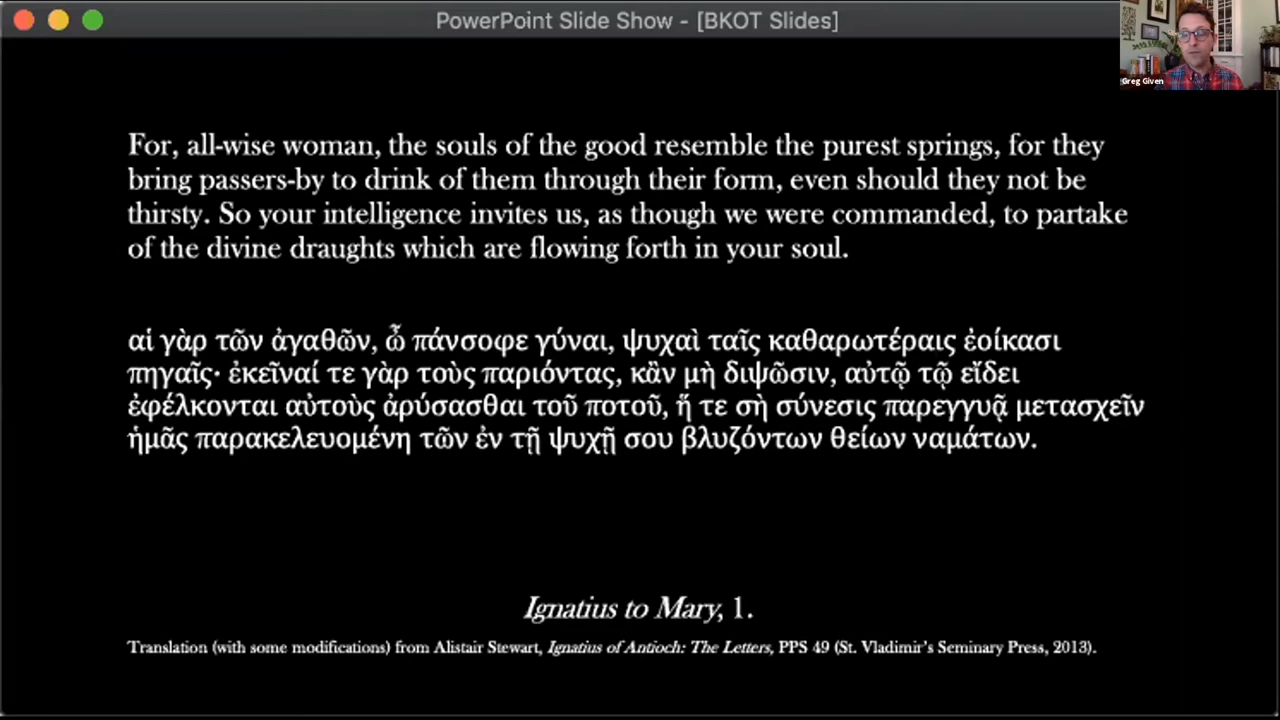 PowerPoint Slide Show - [BKOT Slides]
Greg Given
For, all-wise woman, the souls of the good resemble the purest springs, for they
bring passers-by to drink of them through their form, even should they not be
thirsty. So your intelligence invites us, as though we were commanded, to partake
of the divine draughts which are flowing forth in your soul.
αἱ γὰρ τῶν ἀγαθῶν, ὦ πάνσοφε γύναι, ψυχαὶ ταῖς καθαρωτέραις ἐοίκασι
πηγαῖς· ἐκεῖναί τε γὰρ τοὺς παριόντας, κἂν μὴ διψῶσιν, αὐτῷ τῷ εἴδει
ἐφέλκονται αὐτοὺς ἀρύσασθαι τοῦ ποτοῦ, ἥ τε σὴ σύνεσις παρεγγυᾷ μετασχεῖν
ἡμᾶς παρακελευομένη τῶν ἐν τῇ ψυχῇ σου βλυζόντων θείων ναμάτων.
Ignatius to Mary, 1.
Translation (with some modifications) from Alistair Stewart, Ignatius of Antioch: The Letters, PPS 49 (St. Vladimir’s Seminary Press, 2013).